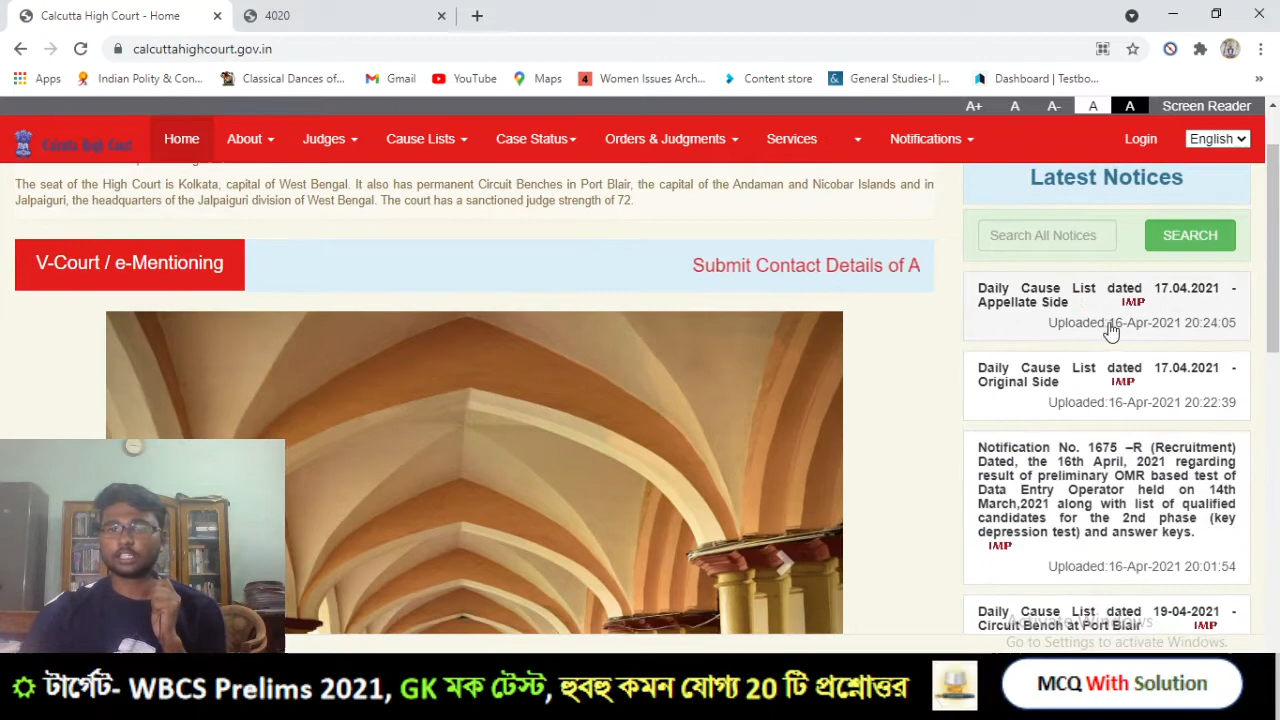 Calcutta High Court - Home
4020
calcuttahighcourt.gov.in
Apps
Indian Polity & Con...
Classical Dances of...
Gmail
YouTube
Maps
Women Issues Arch...
Content store
General Studies-I |...
Dashboard | Testbo...
A+ A A- A A Screen Reader
Calcutta High Court
Home About Judges Cause Lists Case Status Orders & Judgments Services Notifications Login English
The seat of the High Court is Kolkata, capital of West Bengal. It also has permanent Circuit Benches in Port Blair, the capital of the Andaman and Nicobar Islands and in
Jalpaiguri, the headquarters of the Jalpaiguri division of West Bengal. The court has a sanctioned judge strength of 72.
V-Court / e-Mentioning
Submit Contact Details of A
Latest Notices
Search All Notices
SEARCH
Daily Cause List dated 17.04.2021 -
Appellate Side IMP
Uploaded:16-Apr-2021 20:24:05
Daily Cause List dated 17.04.2021 -
Original Side IMP
Uploaded:16-Apr-2021 20:22:39
Notification No. 1675 –R (Recruitment)
Dated, the 16th April, 2021 regarding
result of preliminary OMR based test of
Data Entry Operator held on 14th
March,2021 along with list of qualified
candidates for the 2nd phase (key
depression test) and answer keys.
IMP
Uploaded:16-Apr-2021 20:01:54
Daily Cause List dated 19-04-2021 -
Circuit Bench at Port Blair IMP
Activate Windows
Go to Settings to activate Windows.
টার্গেট- WBCS Prelims 2021, GK মক টেস্ট, হুবহু কমন যোগ্য 20 টি প্রশ্নোত্তর
MCQ With Solution